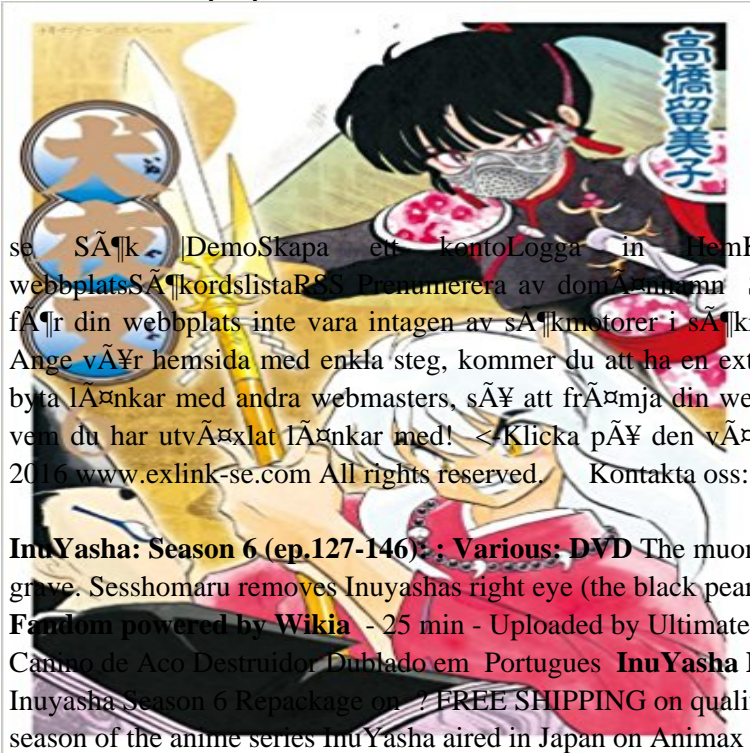 高橋留美子
犬夜叉
いぬ
se SÃ¶k |DemoSkapa ett kontoLogga in
webbplatsSÃ¶kordslistaRSS Prenumerera av domÃ¤nnamn
fÃ¶r din webbplats inte vara intagen av sÃ¶kmotorer i
Ange vÃ¥r hemsida med enkla steg, kommer du att ha en
byta lÃ¤nkar med andra webmasters, sÃ¥ att frÃ¤mja din
vem du har utvÃ¤xlat lÃ¤nkar med! <-Klicka pÃ¥ den
2016 www.exlink-se.com All rights reserved. Kontakta oss:
InuYasha: Season 6 (ep.127-146): : Various: DVD The
grave. Sesshomaru removes Inuyashas right eye (the black
Fandom powered by Wikia - 25 min - Uploaded by
Canino de Aco Destruidor Dublado em Portugues InuYasha
Inuyasha Season 6 Repackage on ? FREE SHIPPING on
season of the anime series InuYasha aired in Japan on Animax